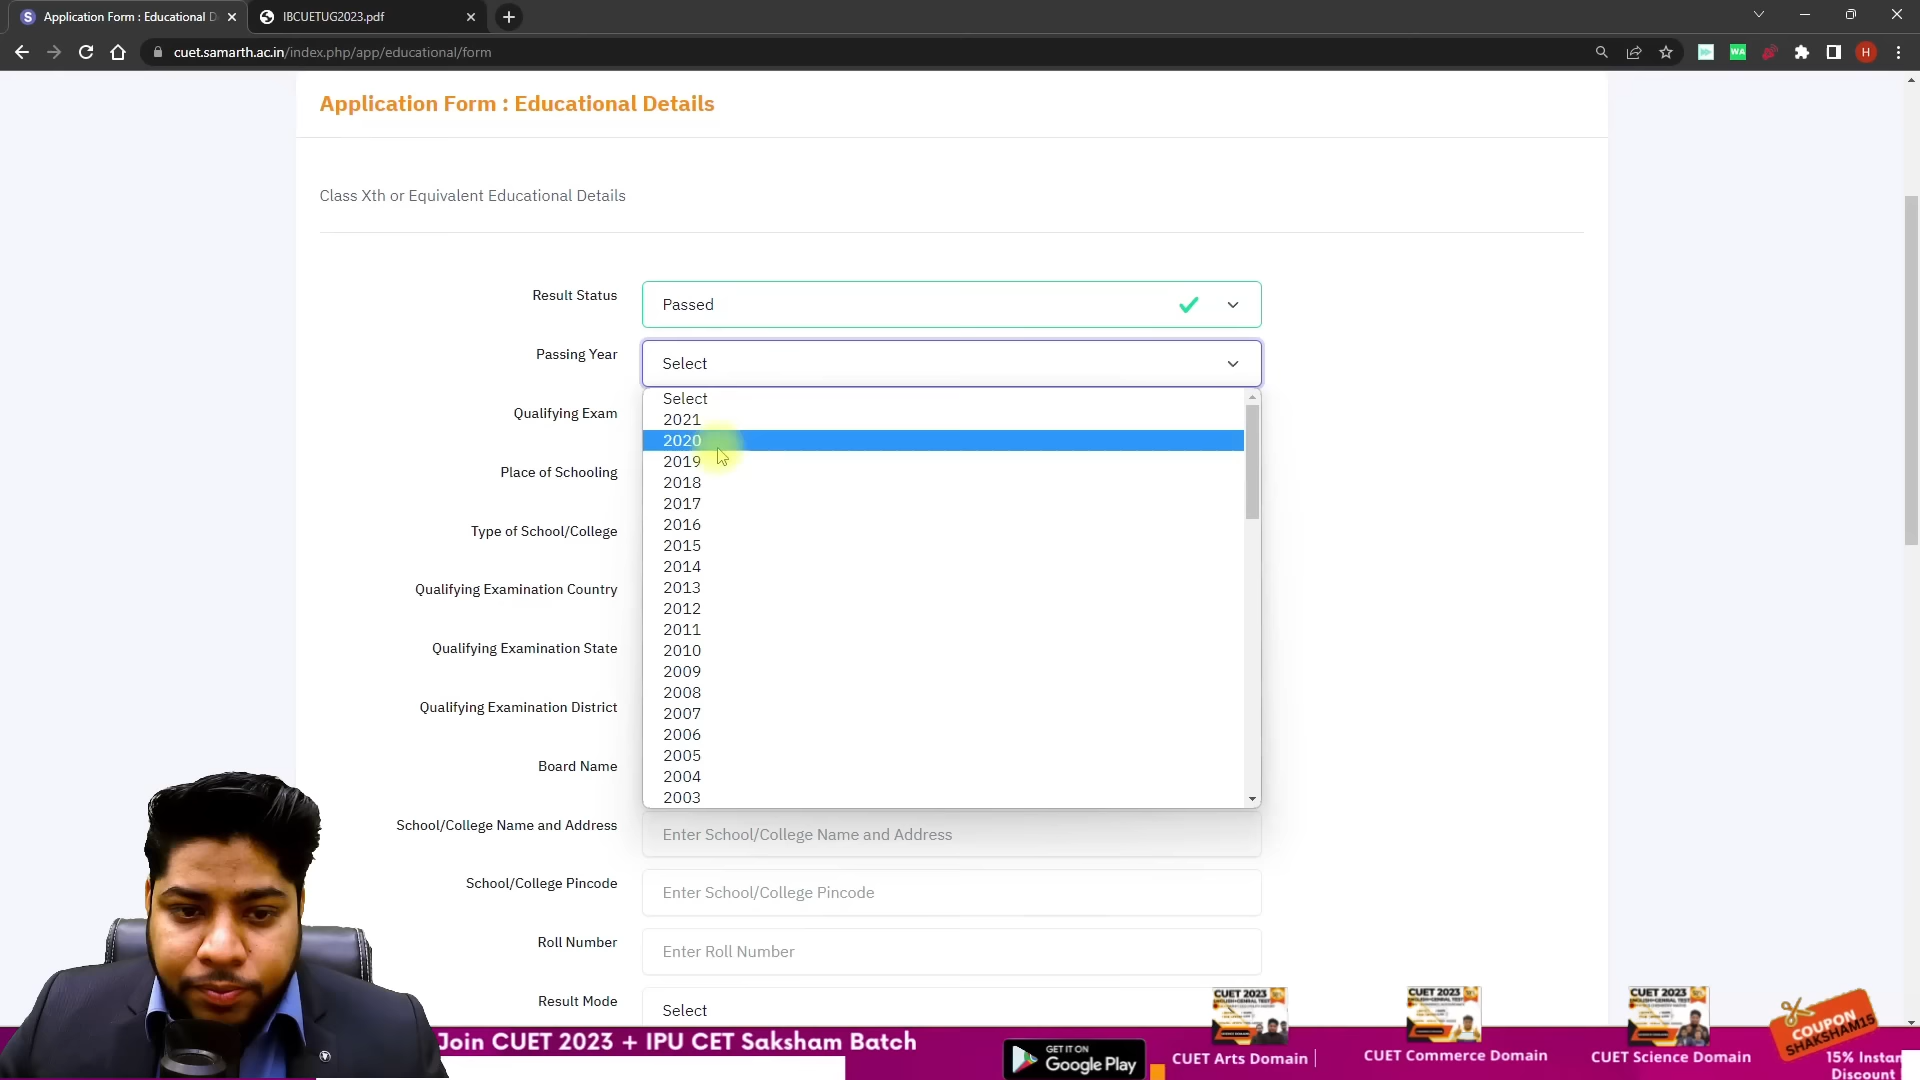 S Application Form : Educational D
IBCUETUG2023.pdf
cuet.samarth.ac.in/index.php/app/educational/form
WA
H
Application Form : Educational Details
Class Xth or Equivalent Educational Details
Result Status
Passed
Passing Year
Select
Select
2021
Qualifying Exam
2020
2019
Place of Schooling
2018
2017
2016
Type of School/College
2015
2014
Qualifying Examination Country
2013
2012
2011
Qualifying Examination State
2010
2009
2008
Qualifying Examination District
2007
2006
2005
Board Name
2004
2003
School/College Name and Address
Enter School/College Name and Address
School/College Pincode
Enter School/College Pincode
Roll Number
Enter Roll Number
Result Mode
Select
Join CUET 2023 + IPU CET Saksham Batch
GET IT ON
Google Play
CUET 2023
CUET Arts Domain
CUET 2023
CUET Commerce Domain
CUET 2023
CUET Science Domain
COUPON
SHAKSHAM15
15% Instan
Discount